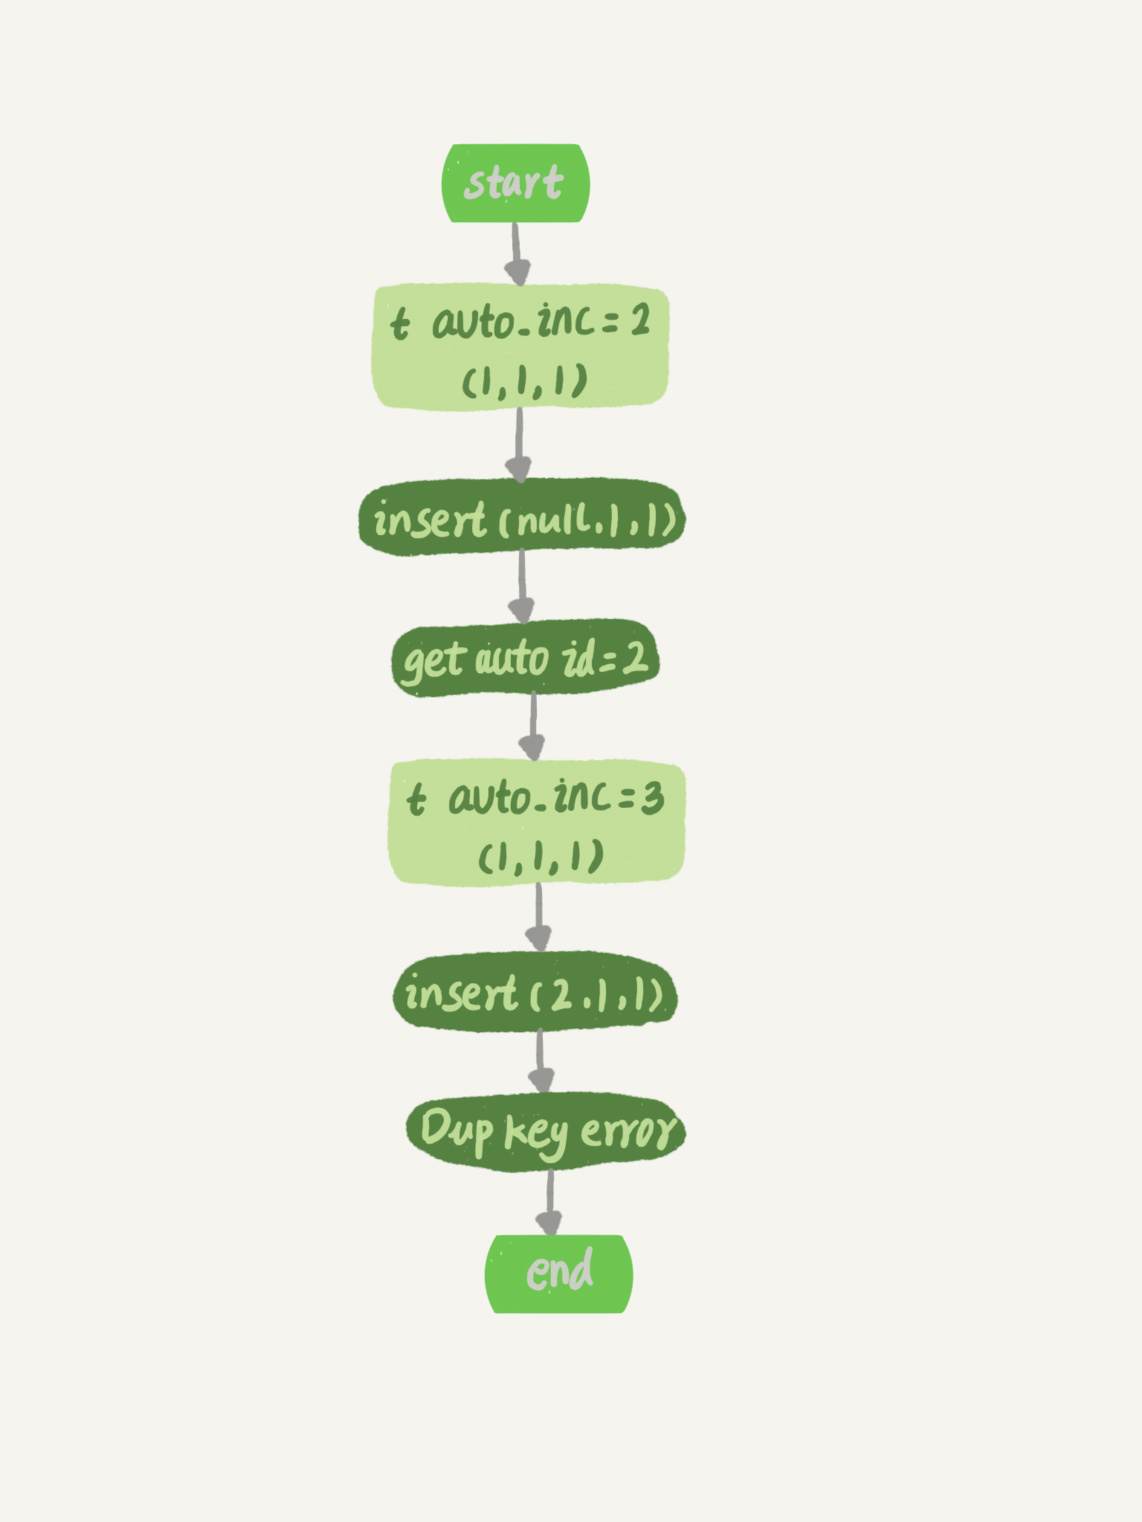 start
t auto_inc=2
(1,1,1)
insert(null.1,1)
get auto id=2
t auto_inc=3
(1,1,1)
insert(2.1,1)
Dup key error
end